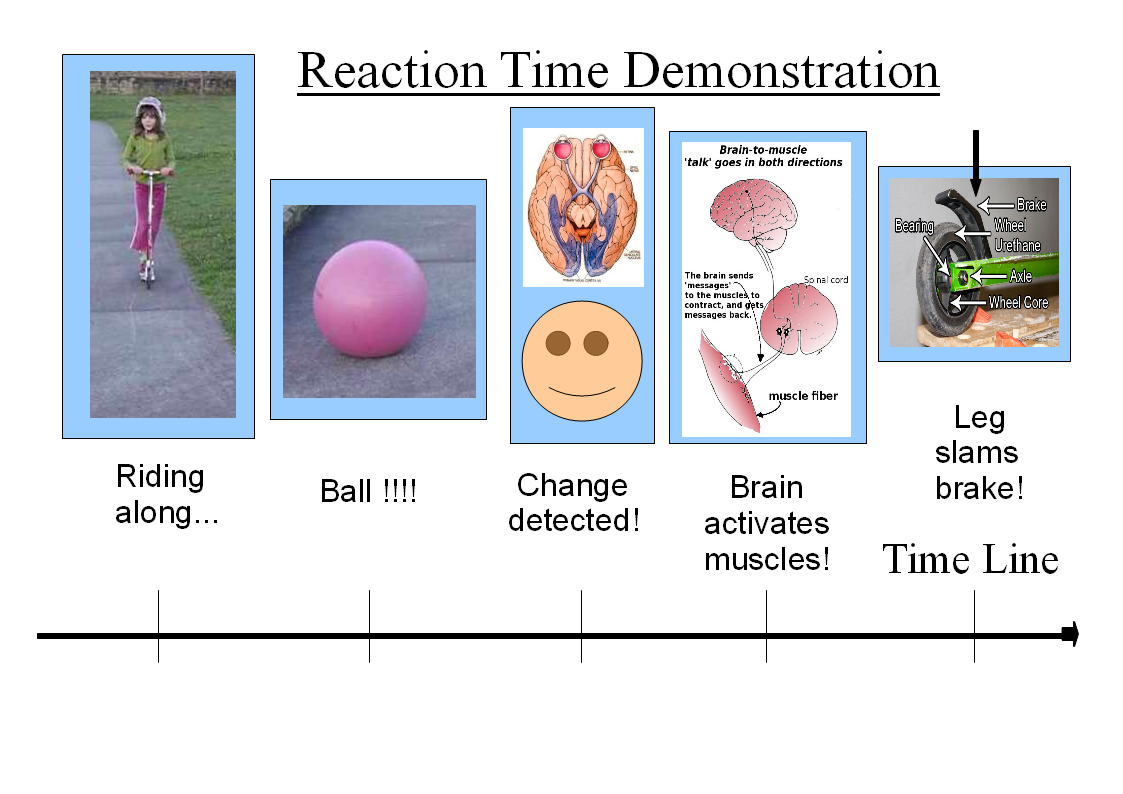 Reaction Time Demonstration
Brain-to-muscle
'talk' goes in both directions
The brain sends
'messages'
to the muscles to
contract, and gets
messages back.
Spinal cord
muscle fiber
Brake
Bearing
Wheel
Urethane
Axle
Wheel Core
Riding
along...
Ball !!!!
Change
detected!
Brain
activates
muscles!
Leg
slams
brake!
Time Line